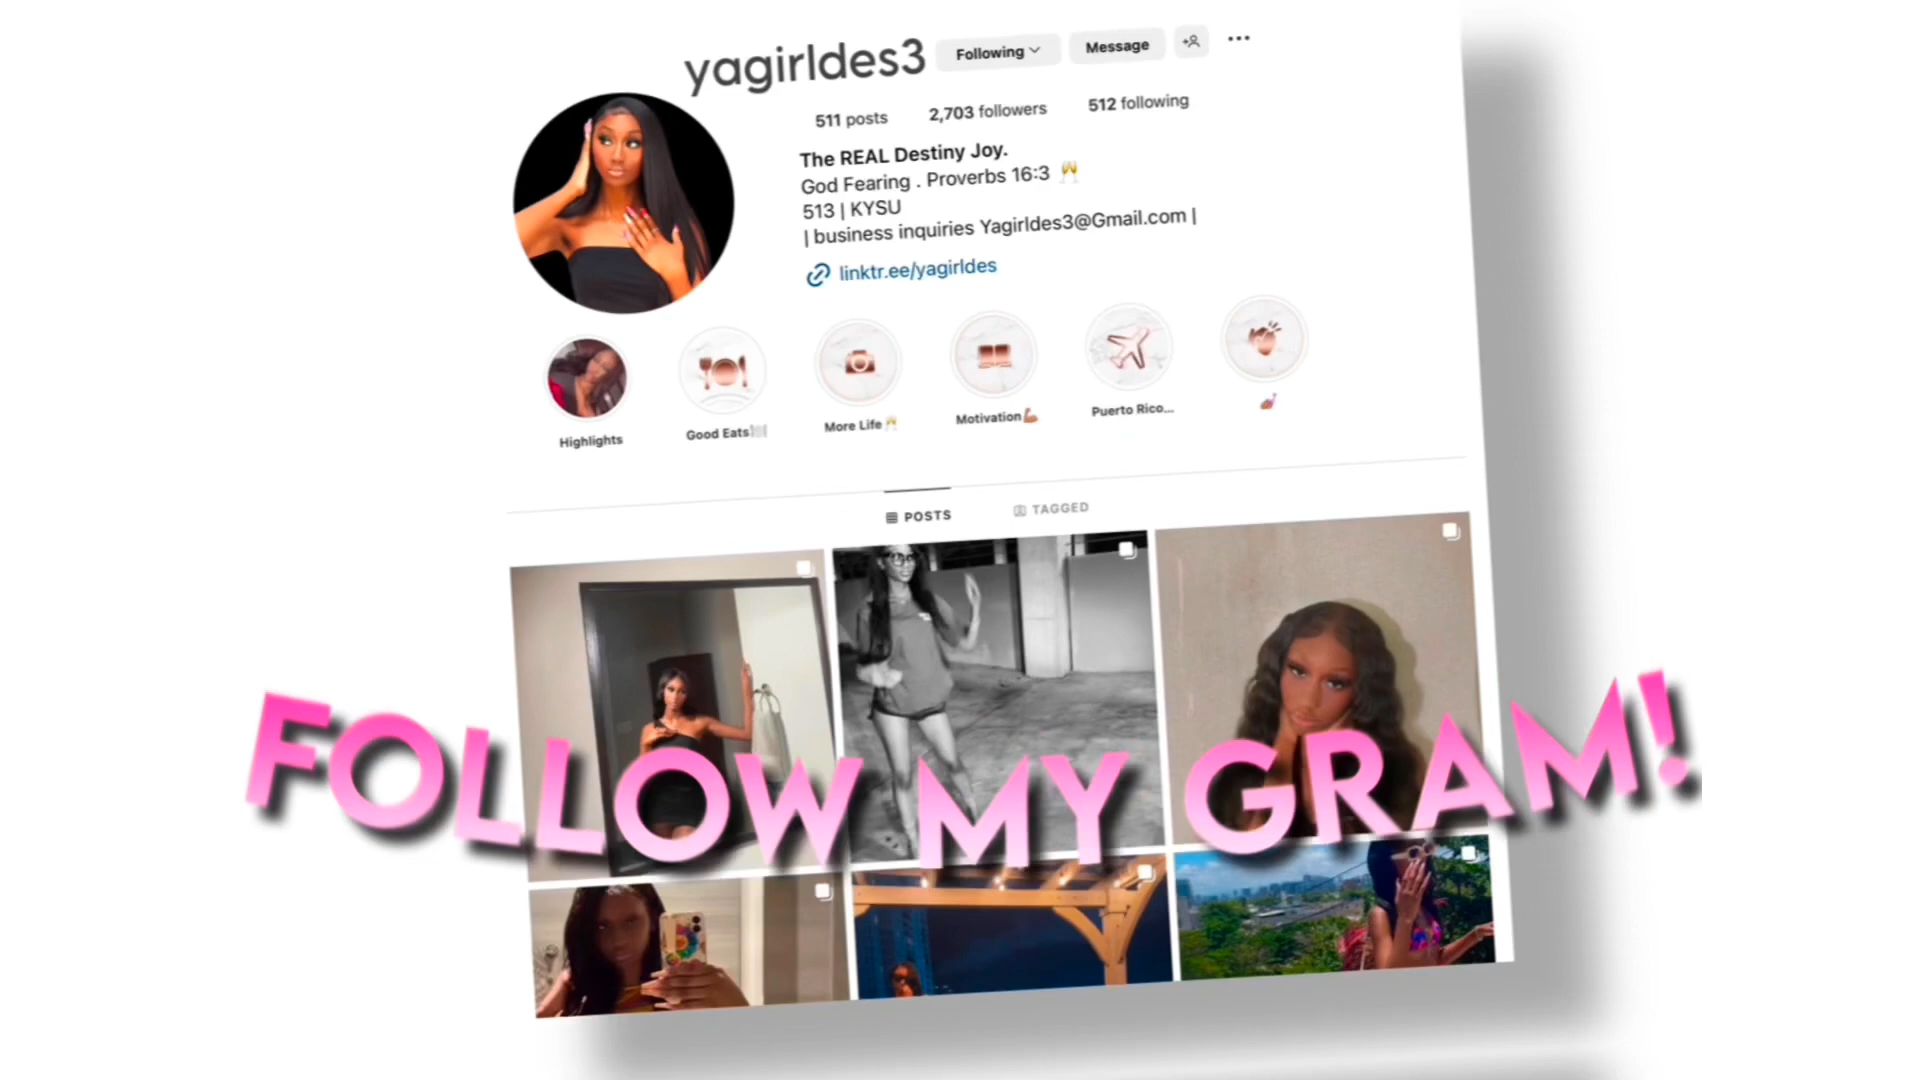 yagirldes3 Following Message
511 posts 2,703 followers 512 following
The REAL Destiny Joy.
God Fearing . Proverbs 16:3 🥂
513 | KYSU
| business inquiries Yagirldes3@Gmail.com |
linktr.ee/yagirldes
Highlights Good Eats🍽 More Life🥂 Motivation💪🏾 Puerto Rico... 💅🏾
POSTS TAGGED
FOLLOW MY GRAM!